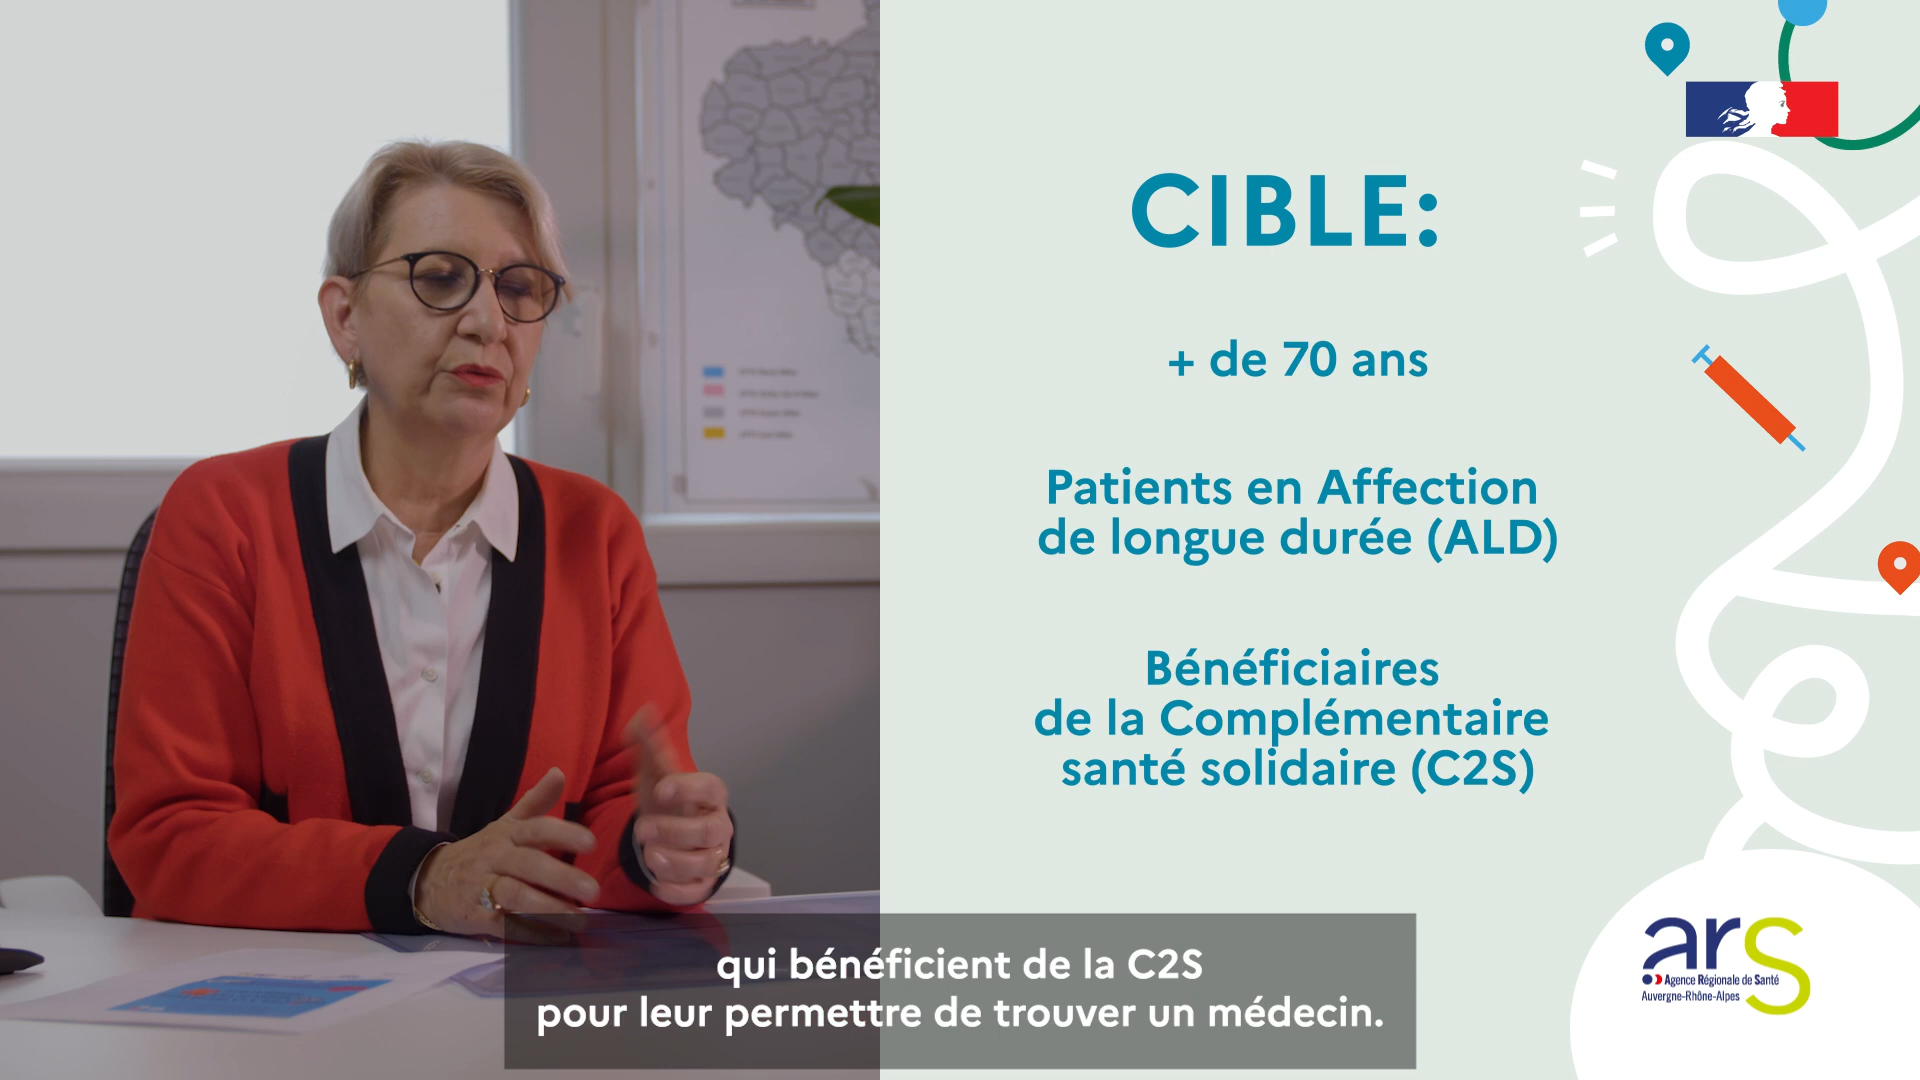 CIBLE:
+ de 70 ans
Patients en Affection
de longue durée (ALD)
Bénéficiaires
de la Complémentaire
santé solidaire (C2S)
qui bénéficient de la C2S
pour leur permettre de trouver un médecin.
ars
Agence Régionale de Santé
Auvergne-Rhône-Alpes